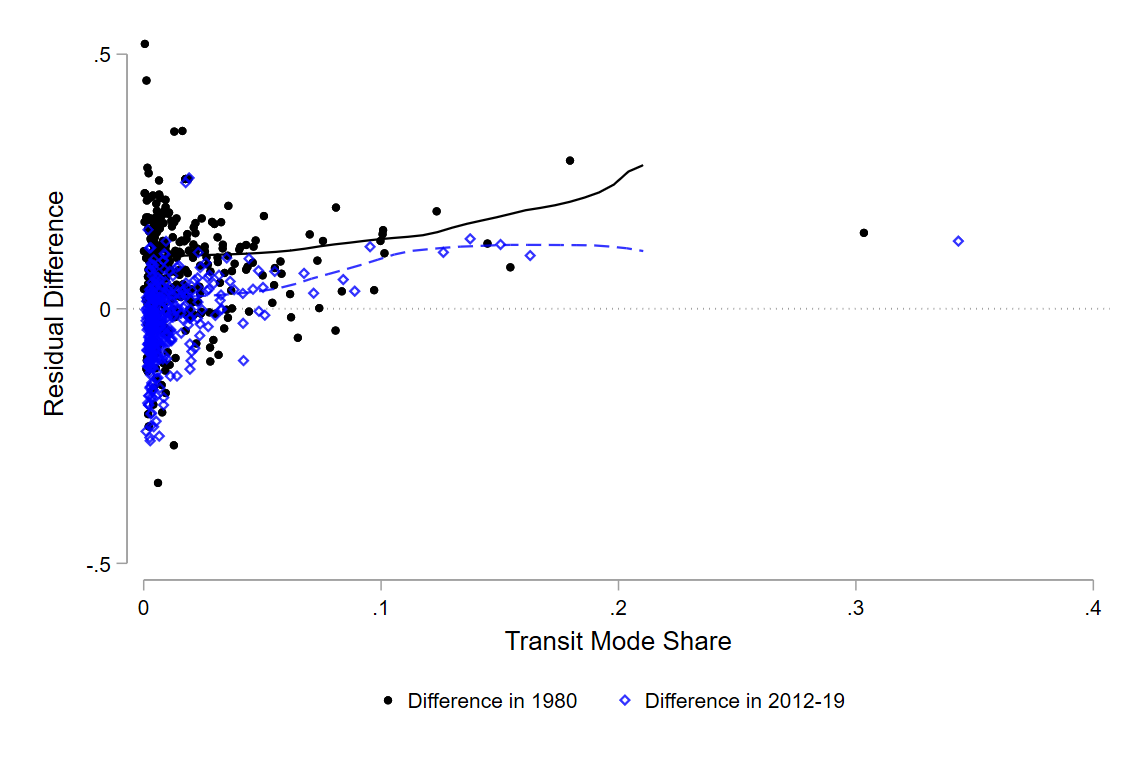 Residual Difference
.5
0
-.5
0 .1 .2 .3 .4
Transit Mode Share
Difference in 1980 Difference in 2012-19